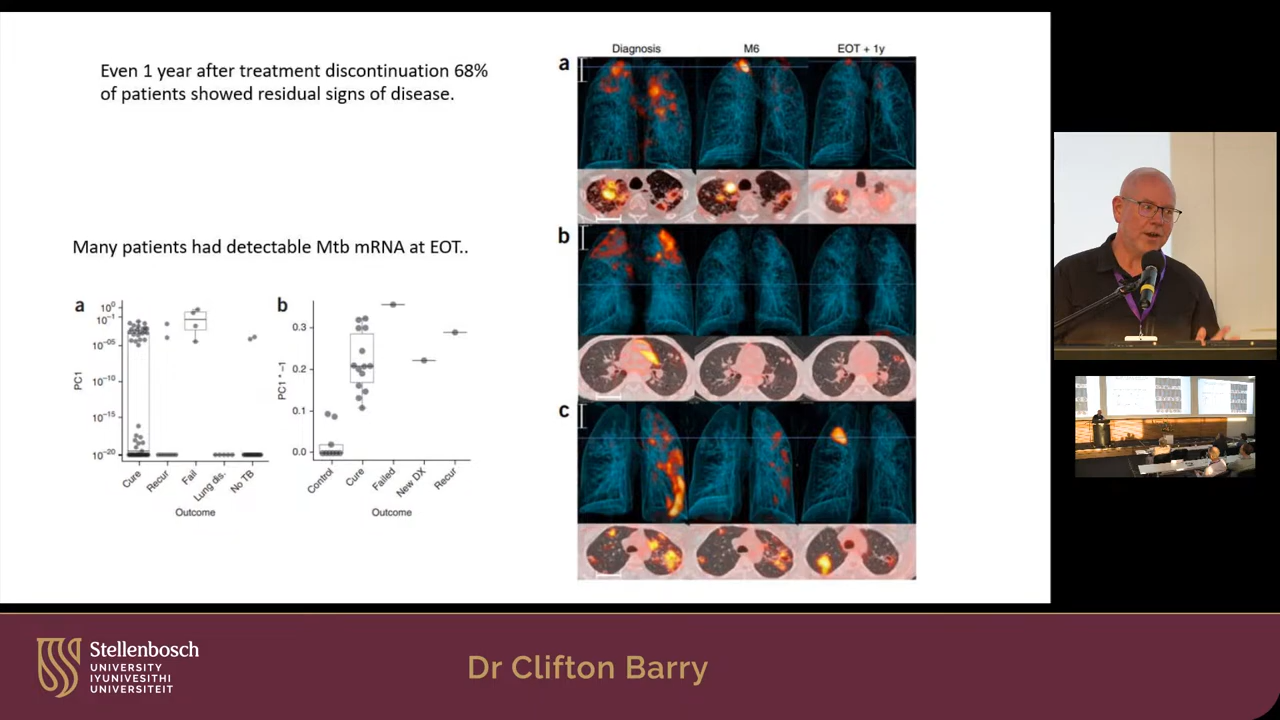 Even 1 year after treatment discontinuation 68%
of patients showed residual signs of disease.
Many patients had detectable Mtb mRNA at EOT..
a
10⁰
10⁻¹
10⁻⁰⁵
10⁻¹⁰
10⁻¹⁵
10⁻²⁰
PC1
Cure
Recur
Fail
Lung dis.
No TB
Outcome
b
0.3
0.2
0.1
0.0
PC1 * −1
Control
Cure
Failed
New DX
Recur
Outcome
Diagnosis M6 EOT + 1y
a
b
c
Stellenbosch
UNIVERSITY
IYUNIVESITHI
UNIVERSITEIT
Dr Clifton Barry